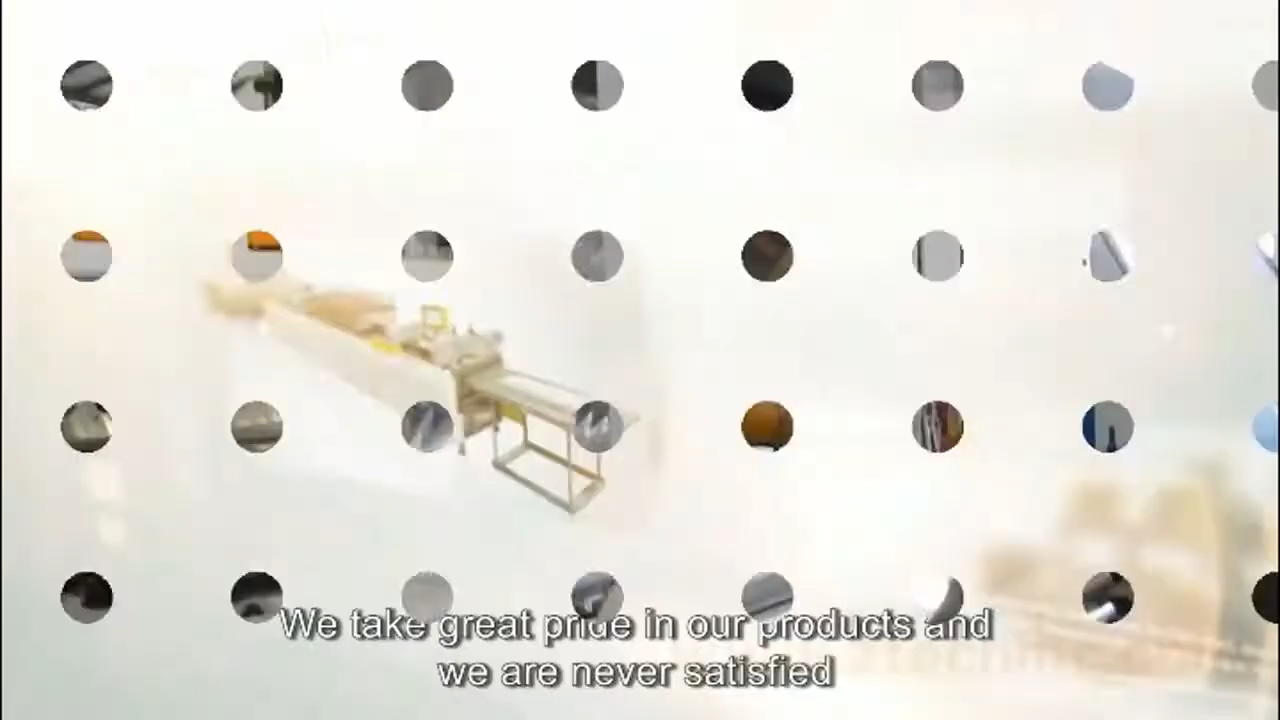 We take great pride in our products and
we are never satisfied